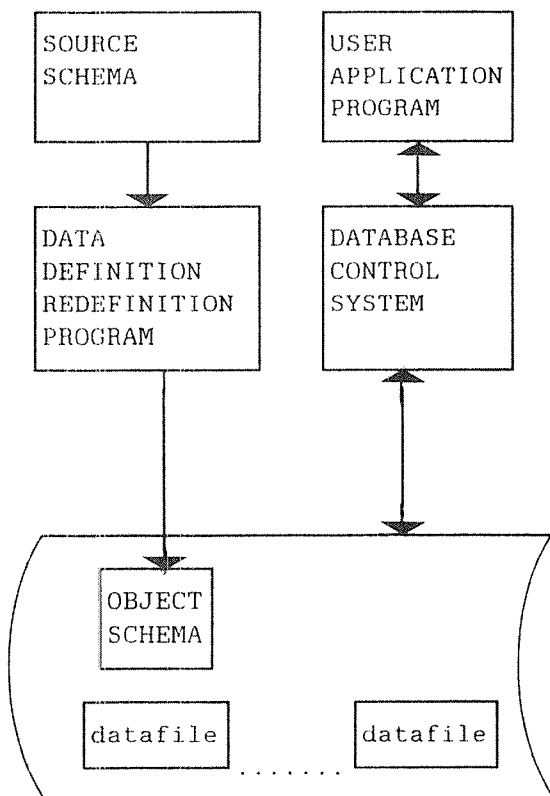 SOURCE
SCHEMA
USER
APPLICATION
PROGRAM
DATA
DEFINITION
REDEFINITION
PROGRAM
DATABASE
CONTROL
SYSTEM
OBJECT
SCHEMA
datafile
.......
datafile